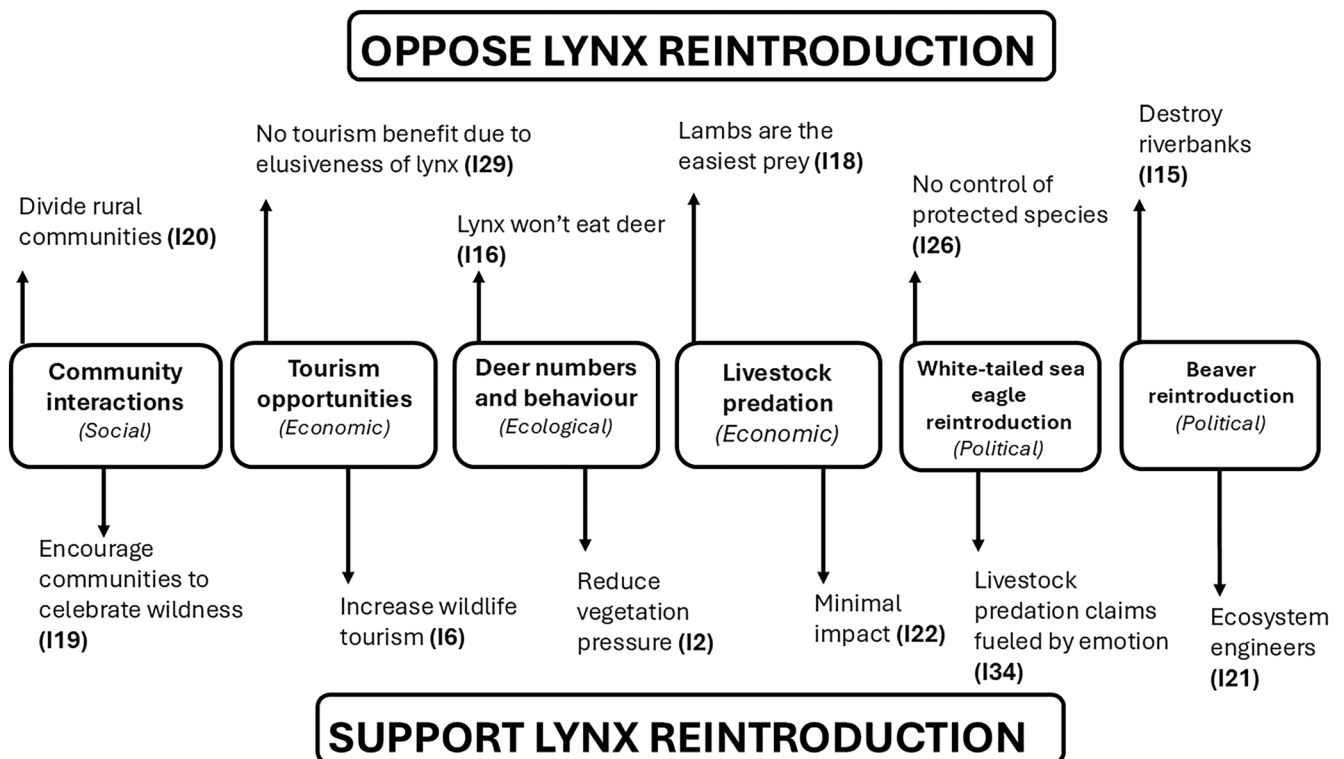 OPPOSE LYNX REINTRODUCTION
Divide rural
communities (I20)
No tourism benefit due to
elusiveness of lynx (I29)
Lynx won’t eat deer
(I16)
Lambs are the
easiest prey (I18)
No control of
protected species
(I26)
Destroy
riverbanks
(I15)
Community
interactions
(Social)
Tourism
opportunities
(Economic)
Deer numbers
and behaviour
(Ecological)
Livestock
predation
(Economic)
White-tailed sea
eagle
reintroduction
(Political)
Beaver
reintroduction
(Political)
Encourage
communities to
celebrate wildness
(I19)
Increase wildlife
tourism (I6)
Reduce
vegetation
pressure (I2)
Minimal
impact (I22)
Livestock
predation claims
fueled by emotion
(I34)
Ecosystem
engineers
(I21)
SUPPORT LYNX REINTRODUCTION